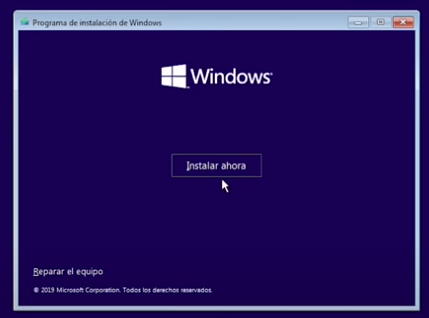 Programa de instalación de Windows
Windows
Instalar ahora
Reparar el equipo
© 2019 Microsoft Corporation. Todos los derechos reservados.